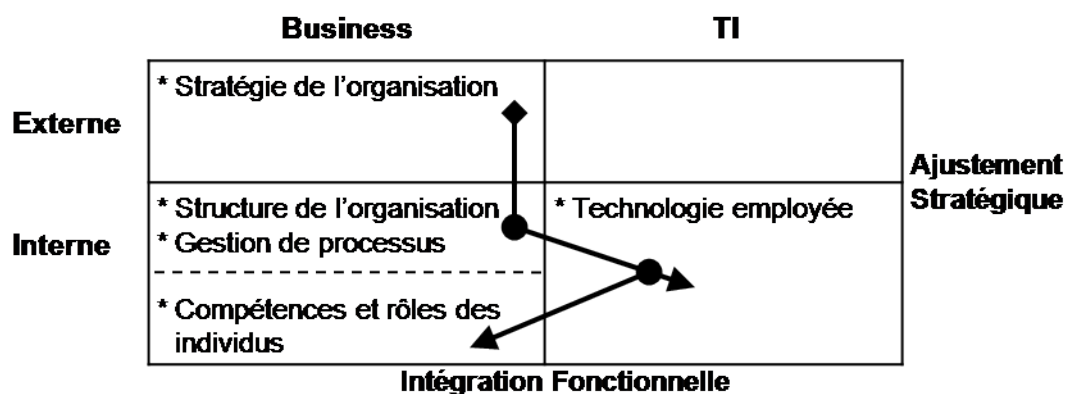 Business TI
Externe
* Stratégie de l'organisation
Ajustement
Stratégique
Interne
* Structure de l'organisation
* Gestion de processus
* Technologie employée
* Compétences et rôles des
individus
Intégration Fonctionnelle